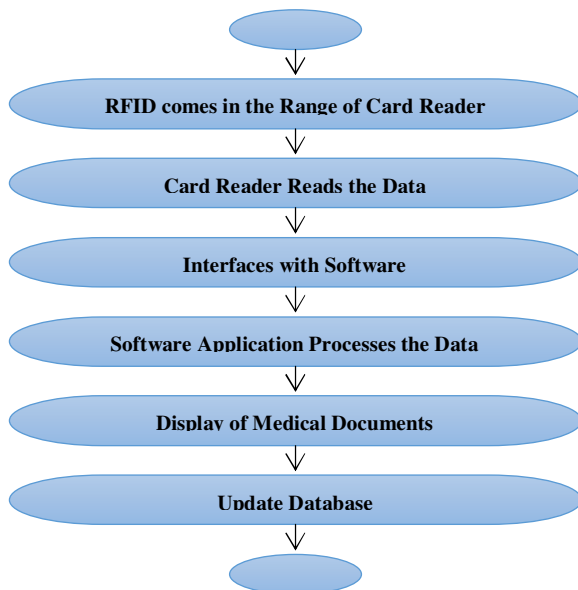 RFID comes in the Range of Card Reader
Card Reader Reads the Data
Interfaces with Software
Software Application Processes the Data
Display of Medical Documents
Update Database